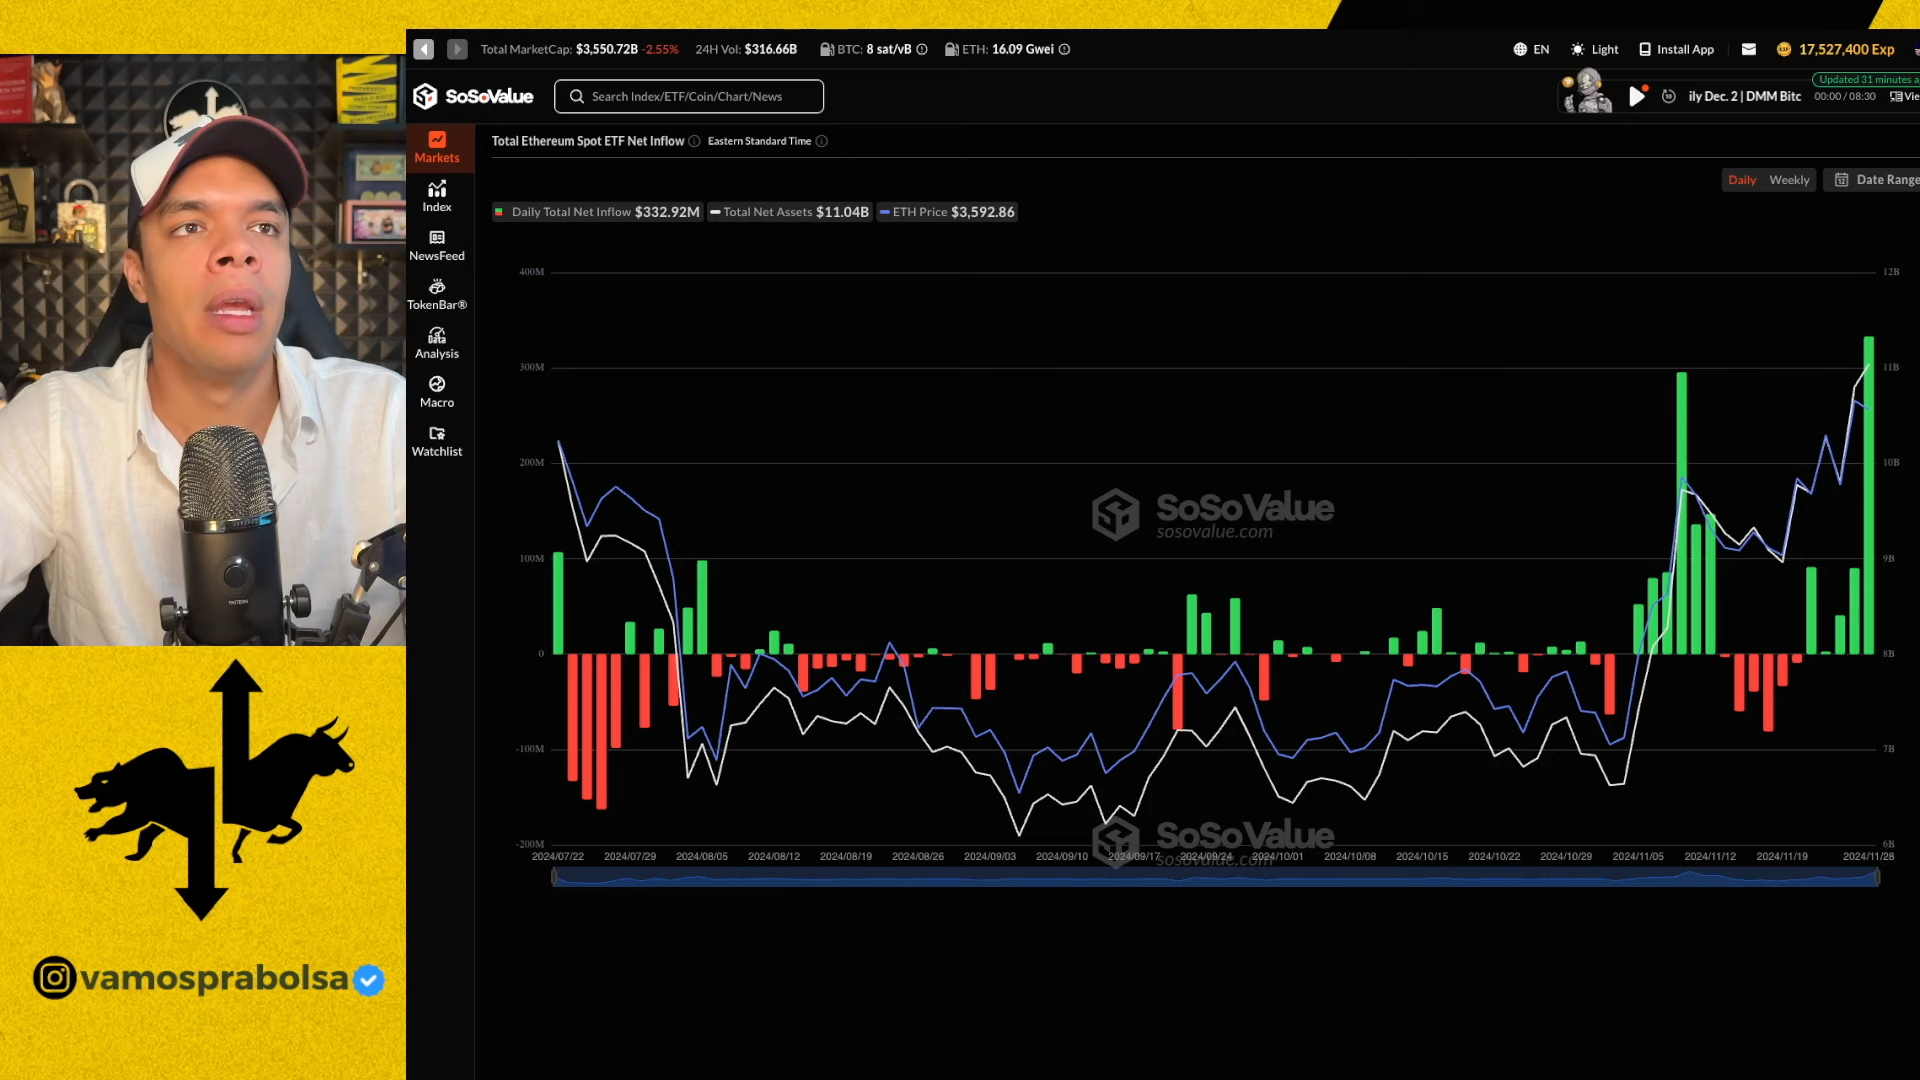 Total MarketCap: $3,550.72B -2.55% 24H Vol: $316.66B BTC: 8 sat/vB ETH: 16.09 Gwei EN Light Install App 17,527,400 Exp
SoSoValue Search Index/ETF/Coin/Chart/News ily Dec. 2 | DMM Bitc 00:00 / 08:30
Updated 31 minutes
Markets
Index
NewsFeed
TokenBar®
Analysis
Macro
Watchlist
Total Ethereum Spot ETF Net Inflow Eastern Standard Time
Daily Weekly Date Range
Daily Total Net Inflow $332.92M Total Net Assets $11.04B ETH Price $3,592.86
400M 12B
300M 11B
200M 10B
100M 9B
0 8B
-100M 7B
-200M 6B
SoSoValue
sosovalue.com
SoSoValue
sosovalue.com
2024/07/22 2024/07/29 2024/08/05 2024/08/12 2024/08/19 2024/08/26 2024/09/03 2024/09/10 2024/09/17 2024/09/24 2024/10/01 2024/10/08 2024/10/15 2024/10/22 2024/10/29 2024/11/05 2024/11/12 2024/11/19 2024/11/28
vamosprabolsa